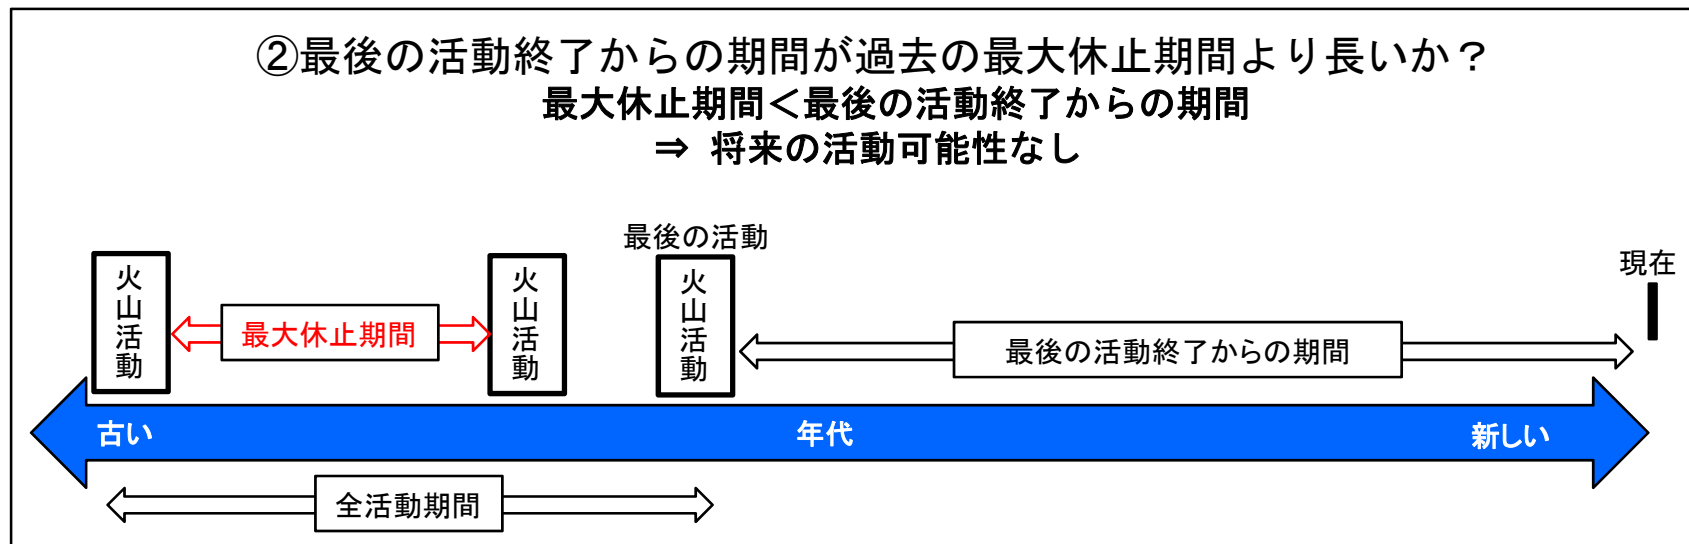 ②最後の活動終了からの期間が過去の最大休止期間より長いか？
最大休止期間＜最後の活動終了からの期間
⇒ 将来の活動可能性なし
最後の活動
現在
火山活動
最大休止期間
火山活動
火山活動
最後の活動終了からの期間
古い
年代
新しい
全活動期間